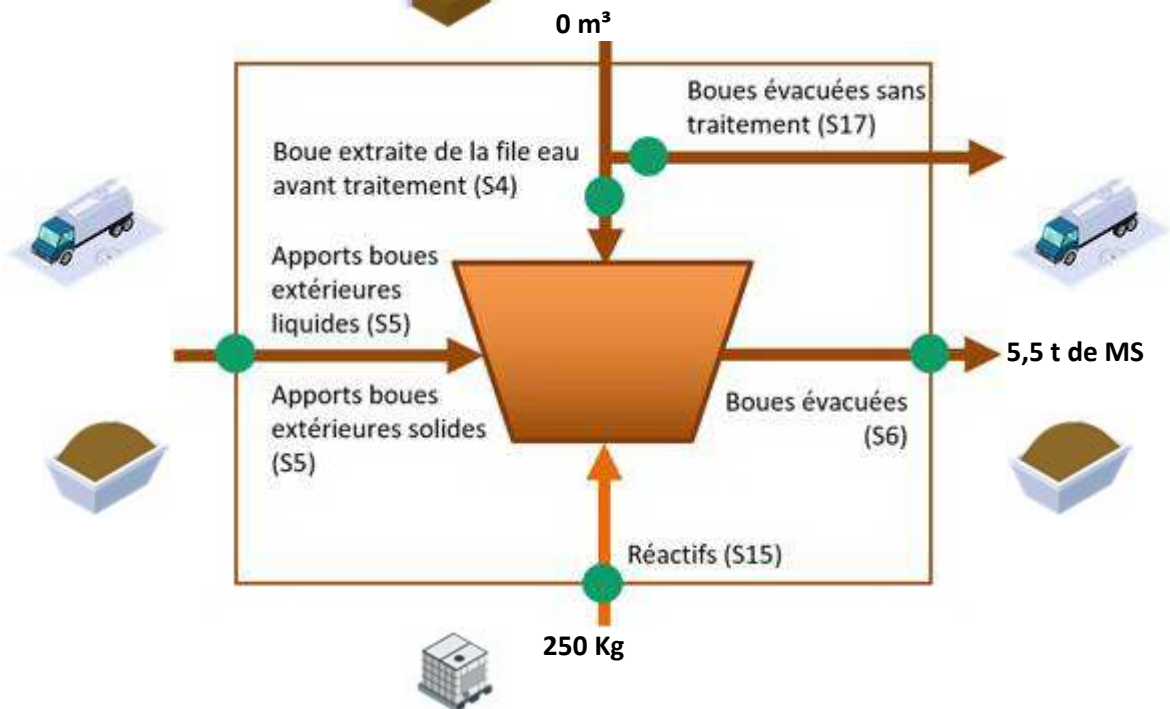 0 m³
Boues évacuées sans
traitement (S17)
Boue extraite de la file eau
avant traitement (S4)
Apports boues
extérieures
liquides (S5)
5,5 t de MS
Apports boues
extérieures solides
(S5)
Boues évacuées
(S6)
Réactifs (S15)
250 Kg